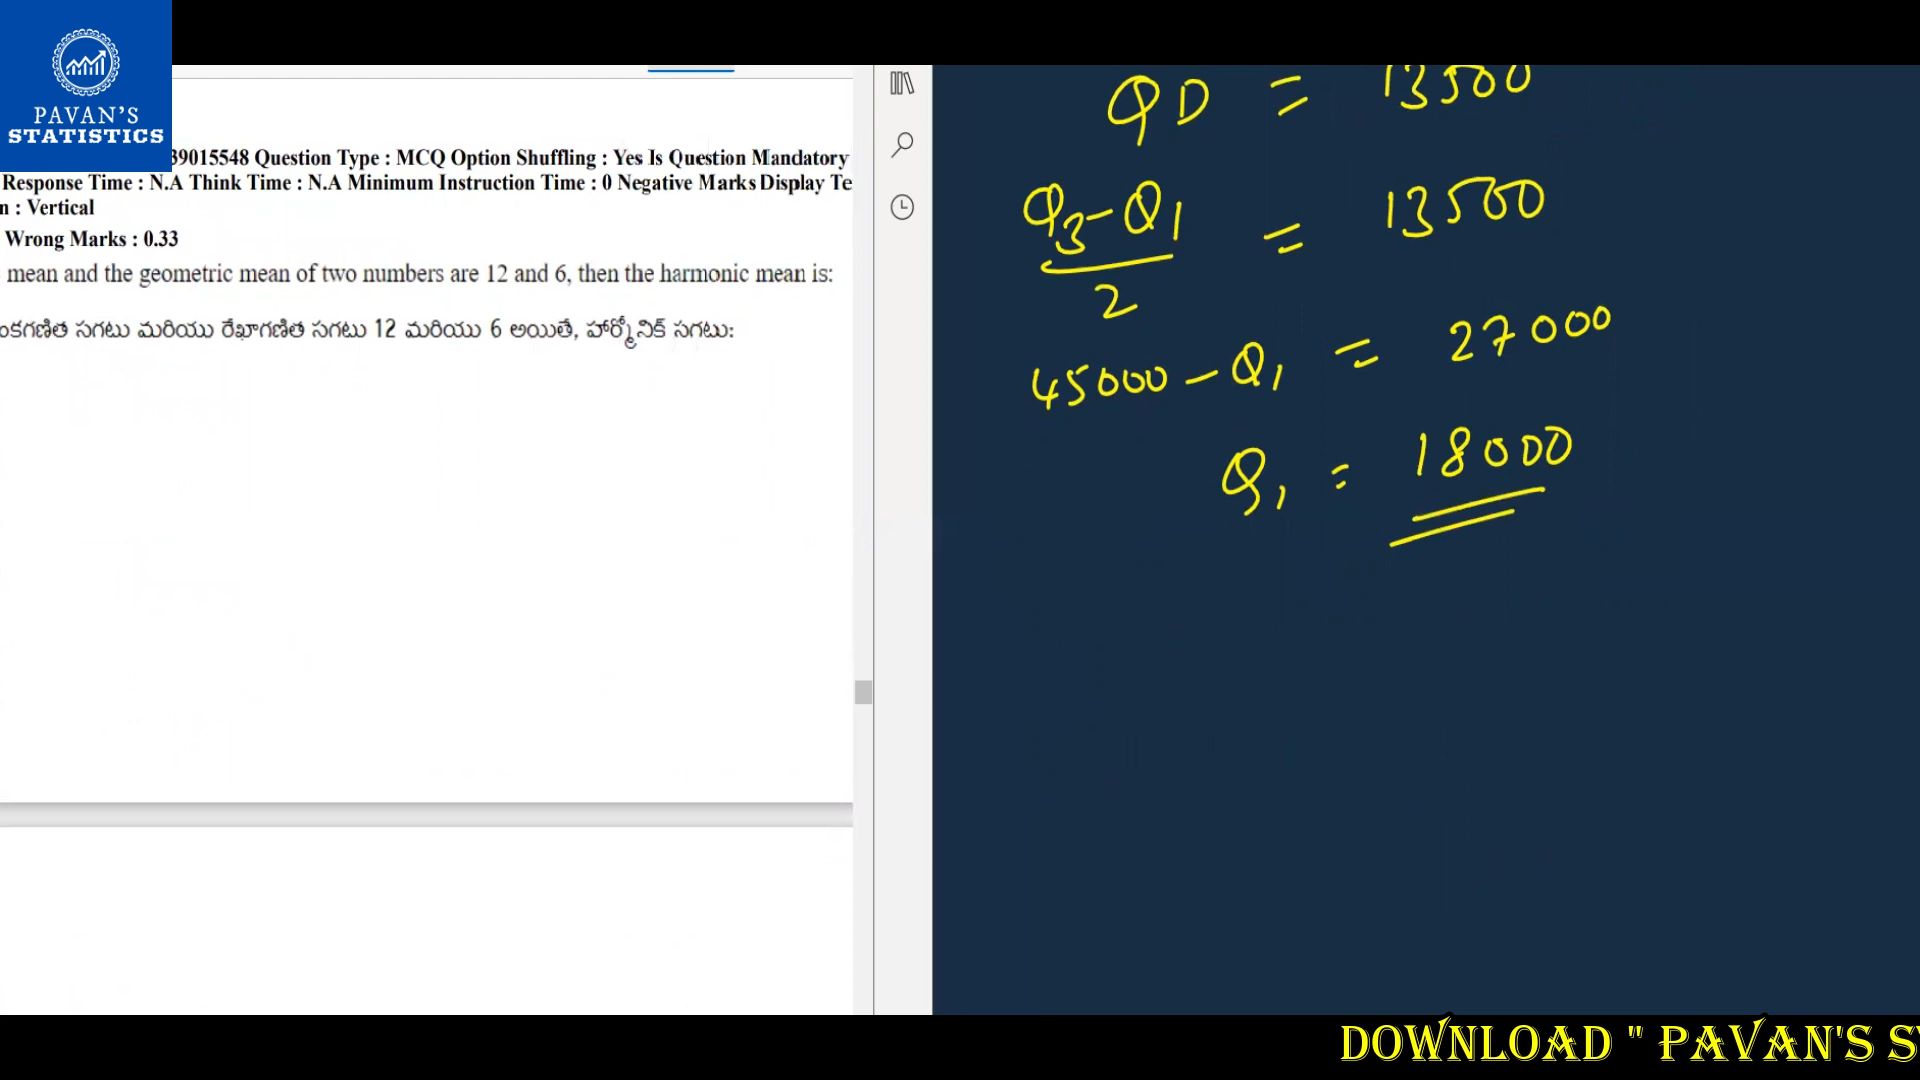 PAVAN'S
STATISTICS
39015548 Question Type : MCQ Option Shuffling : Yes Is Question Mandatory
Response Time : N.A Think Time : N.A Minimum Instruction Time : 0 Negative Marks Display Te
n : Vertical
Wrong Marks : 0.33
mean and the geometric mean of two numbers are 12 and 6, then the harmonic mean is:
ంకగణిత సగటు మరియు రేఖాగణిత సగటు 12 మరియు 6 అయితే, హార్మోనిక్ సగటు:
QD = 13500
Q3-Q1
2
= 13500
45000 - Q1 = 27000
Q1 = 18000
DOWNLOAD " PAVAN'S S